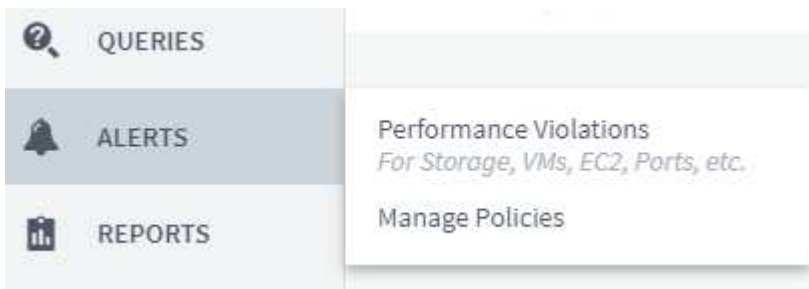 QUERIES
ALERTS
Performance Violations
For Storage, VMs, EC2, Ports, etc.
Manage Policies
REPORTS